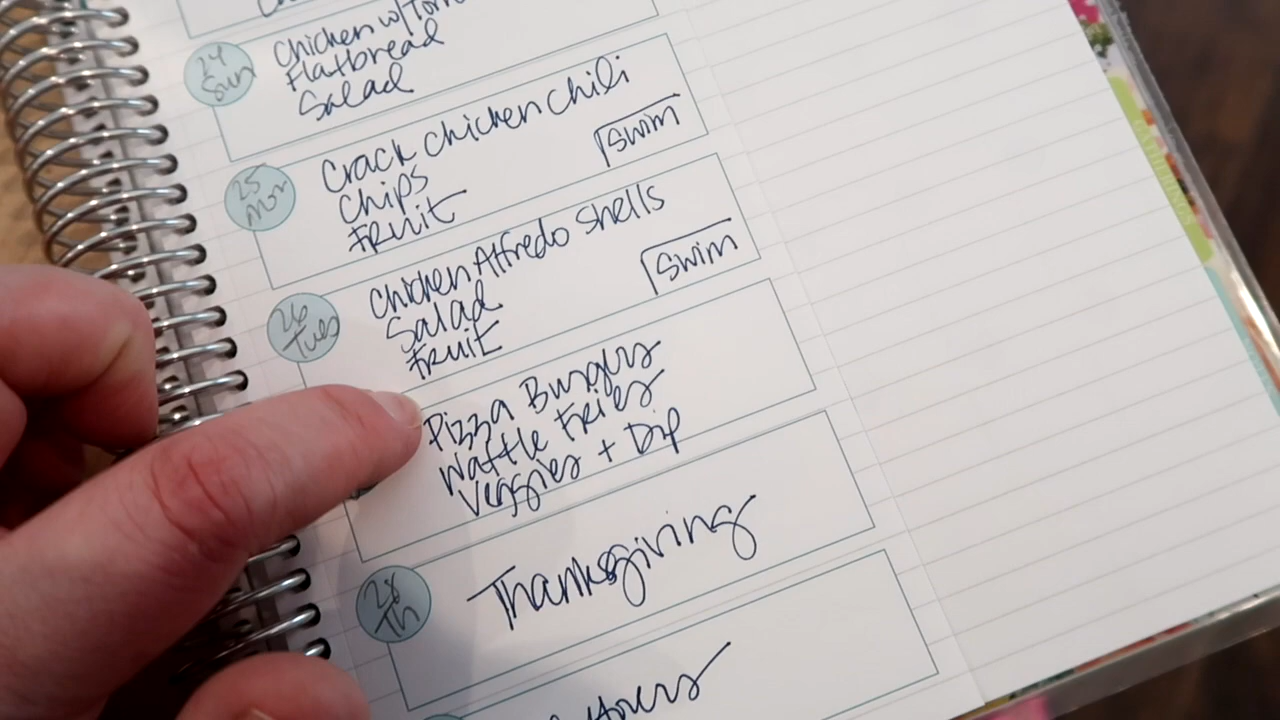 24
Sun
Chicken w/
Flatbread
Salad
25
Mon
Crack Chicken Chili
Chips
Fruit
Swim
26
Tues
Chicken Alfredo Shells
Salad
Fruit
Swim
Pizza Burgers
Waffle Fries
Veggies + Dip
28
Th
Thanksgiving